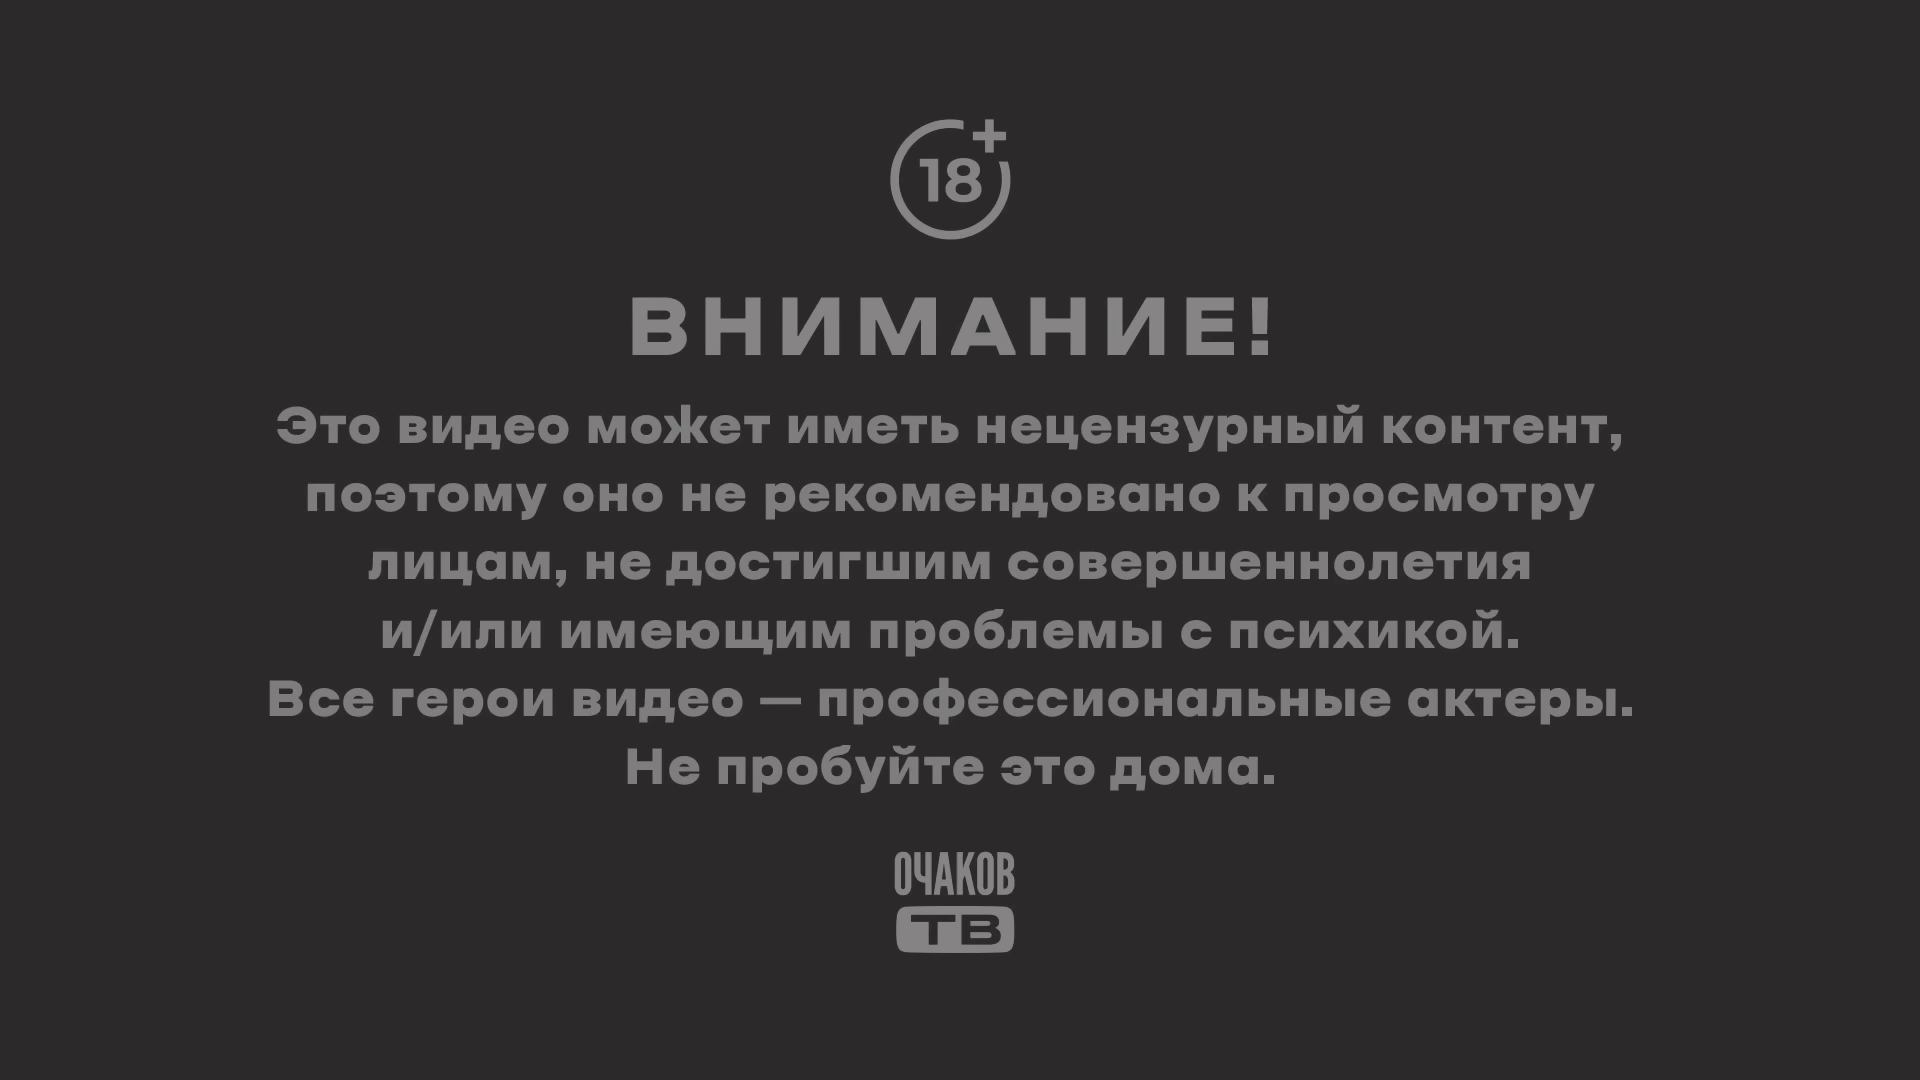 18+
ВНИМАНИЕ!
Это видео может иметь нецензурный контент,
поэтому оно не рекомендовано к просмотру
лицам, не достигшим совершеннолетия
и/или имеющим проблемы с психикой.
Все герои видео — профессиональные актеры.
Не пробуйте это дома.
ОЧАКОВ
ТВ